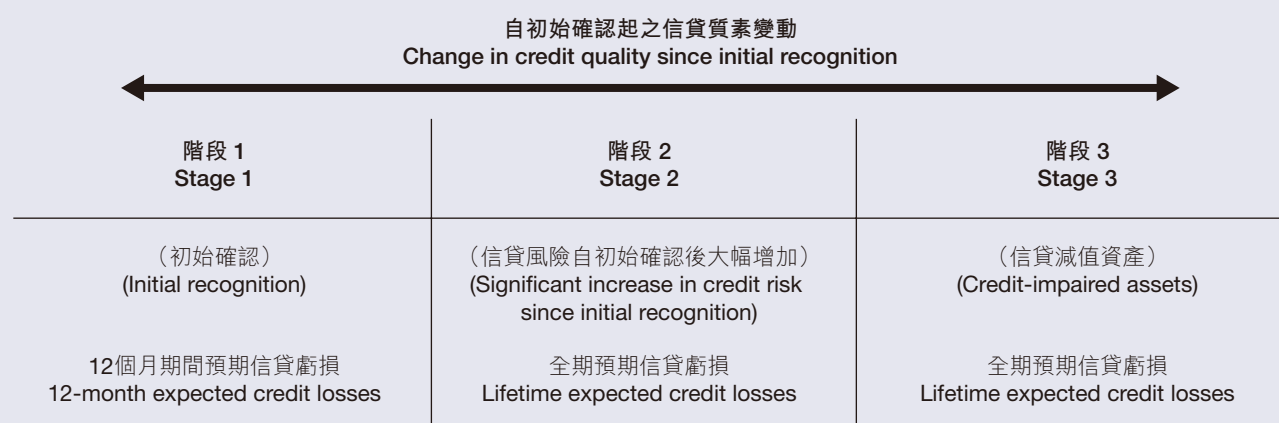 自初始確認起之信貸質素變動
Change in credit quality since initial recognition
階段 1
Stage 1
階段 2
Stage 2
階段 3
Stage 3
（初始確認）
(Initial recognition)
（信貸風險自初始確認後大幅增加）
(Significant increase in credit risk
since initial recognition)
（信貸減值資產）
(Credit-impaired assets)
12個月期間預期信貸虧損
12-month expected credit losses
全期預期信貸虧損
Lifetime expected credit losses
全期預期信貸虧損
Lifetime expected credit losses